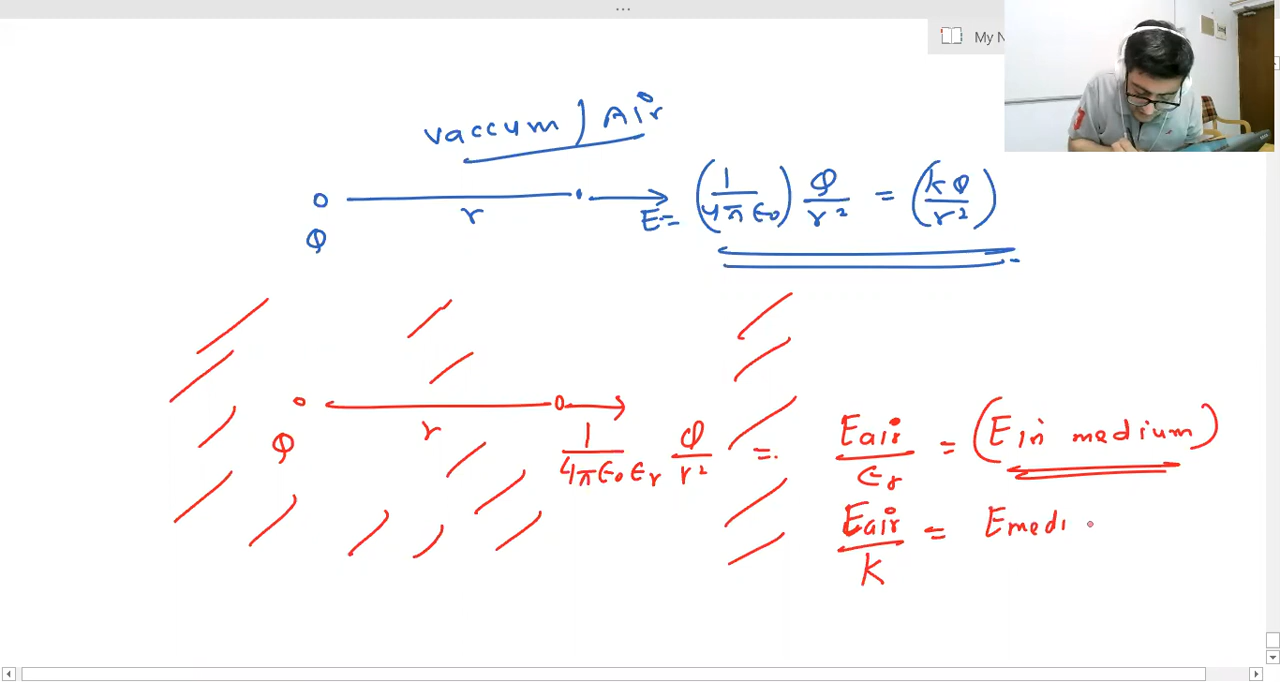 ...
My N
vaccum / Air
Q
r
E = (1/4πϵ₀) Q/r² = (kQ/r²)
Q
r
1/4πϵ₀ϵᵣ Q/r² = Eair/ϵᵣ = (E in medium)
Eair/K = Emedi